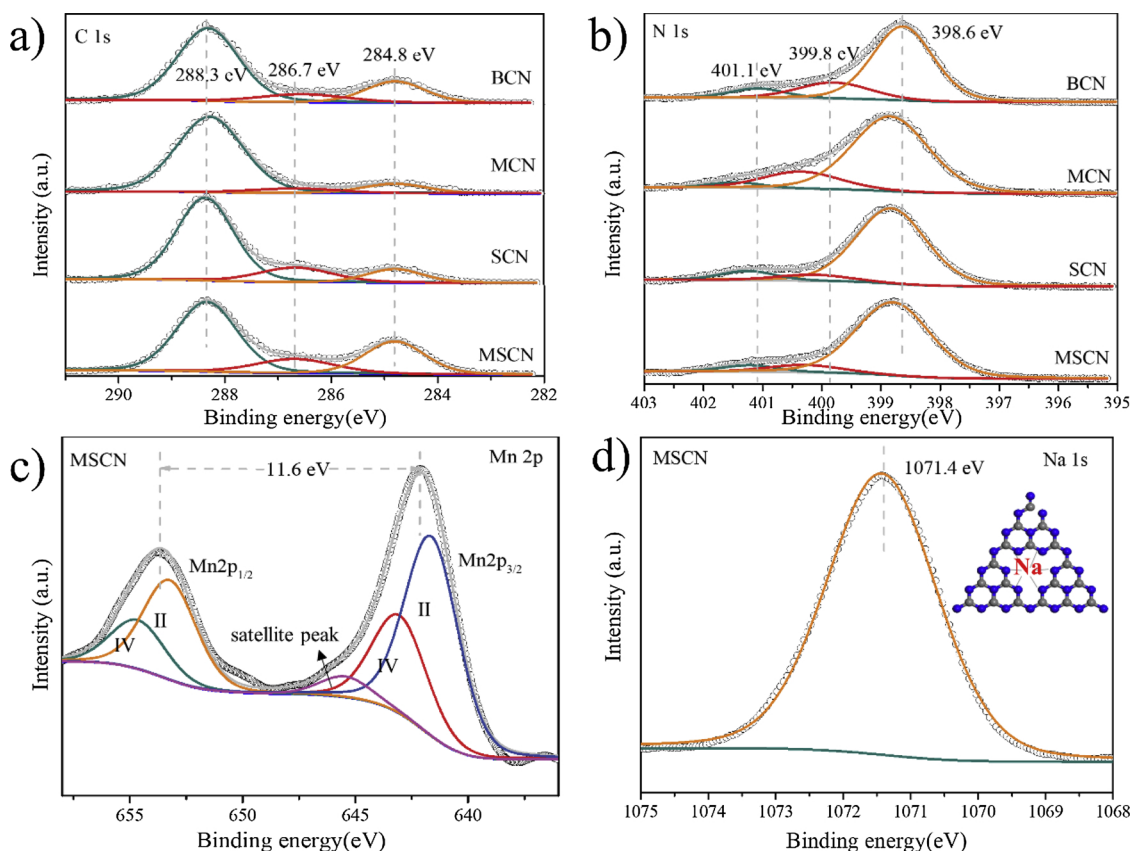 a)
C 1s
288.3 eV
286.7 eV
284.8 eV
BCN
MCN
SCN
MSCN
Intensity (a.u.)
290 288 286 284 282
Binding energy(eV)
b)
N 1s
401.1 eV
399.8 eV
398.6 eV
BCN
MCN
SCN
MSCN
Intensity (a.u.)
403 402 401 400 399 398 397 396 395
Binding energy(eV)
c)
MSCN
Mn 2p
11.6 eV
Mn2p1/2
Mn2p3/2
II
IV
satellite peak
II
IV
Intensity (a.u.)
655 650 645 640
Binding energy(eV)
d)
MSCN
1071.4 eV
Na 1s
Na
Intensity (a.u.)
1075 1074 1073 1072 1071 1070 1069 1068
Binding energy(eV)